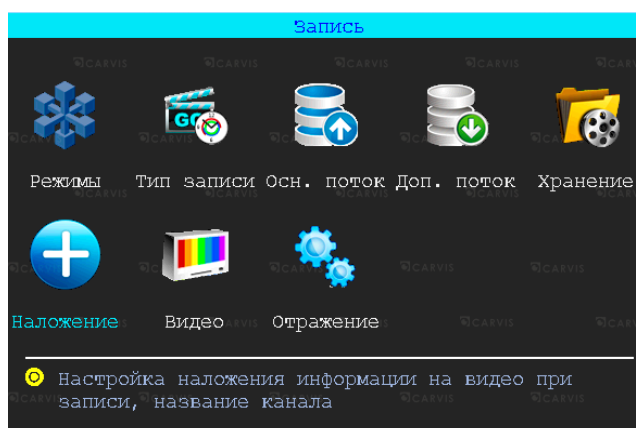 Запись
Режимы Тип записи Осн. поток Доп. поток Хранение
Наложение Видео Отражение
Настройка наложения информации на видео при
записи, название канала
CARVIS